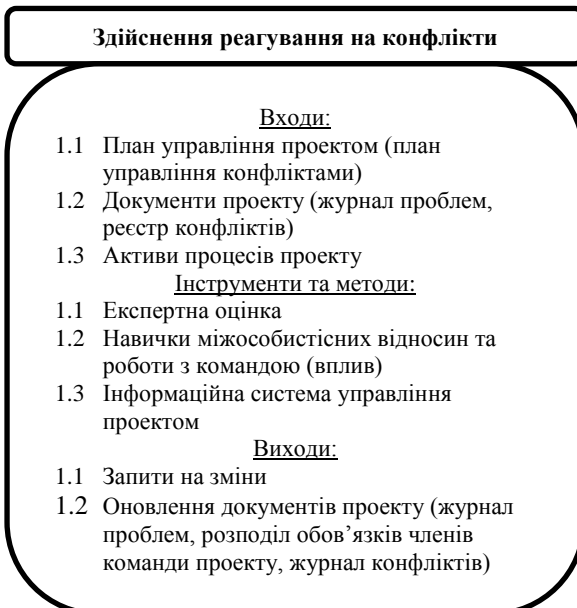 Здійснення реагування на конфлікти
Входи:
1.1 План управління проектом (план
управління конфліктами)
1.2 Документи проекту (журнал проблем,
реєстр конфліктів)
1.3 Активи процесів проекту
Інструменти та методи:
1.1 Експертна оцінка
1.2 Навички міжособистісних відносин та
роботи з командою (вплив)
1.3 Інформаційна система управління
проектом
Виходи:
1.1 Запити на зміни
1.2 Оновлення документів проекту (журнал
проблем, розподіл обов’язків членів
команди проекту, журнал конфліктів)